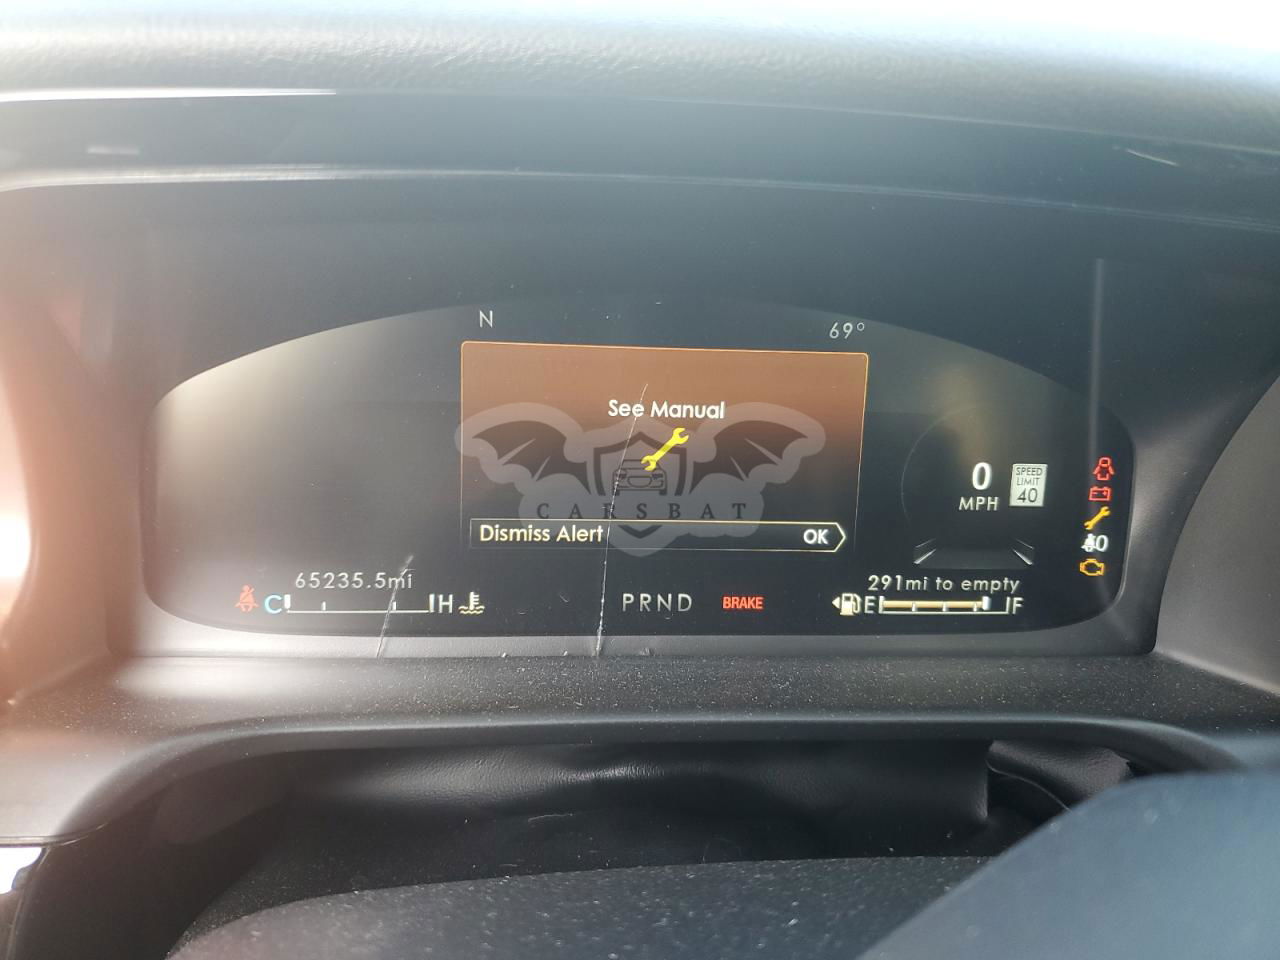 N
69°
See Manual
CARSBAT
Dismiss Alert
OK
0
MPH
SPEED
LIMIT
40
65235.5mi
C
H
PRND
BRAKE
291mi to empty
E
F